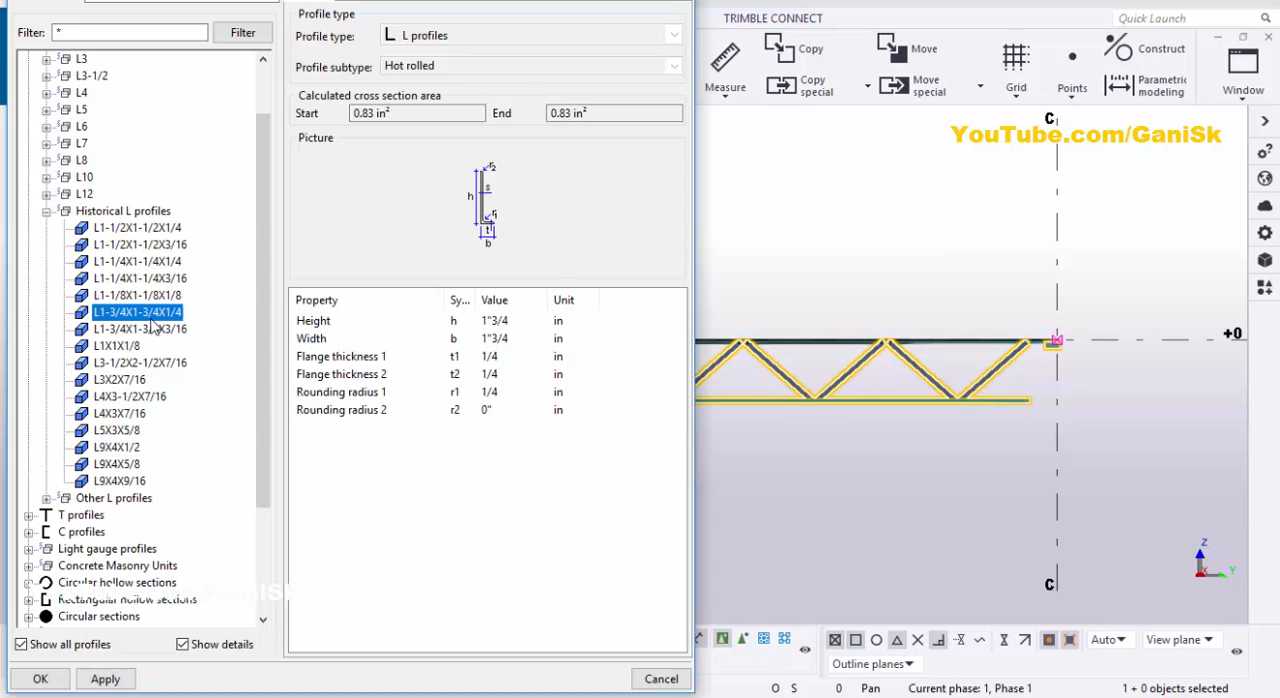 Filter: * Filter
L3
L3-1/2
L4
L5
L6
L7
L8
L10
L12
Historical L profiles
L1-1/2X1-1/2X1/4
L1-1/2X1-1/2X3/16
L1-1/4X1-1/4X1/4
L1-1/4X1-1/4X3/16
L1-1/8X1-1/8X1/8
L1-3/4X1-3/4X1/4
L1-3/4X1-3/4X3/16
L1X1X1/8
L3-1/2X2-1/2X7/16
L3X2X7/16
L4X3-1/2X7/16
L4X3X7/16
L5X3X5/8
L9X4X1/2
L9X4X5/8
L9X4X9/16
Other L profiles
T profiles
C profiles
Light gauge profiles
Concrete Masonry Units
Circular hollow sections
Rectangular hollow sections
Circular sections
Show all profiles Show details
OK Apply Cancel
Profile type
Profile type: L profiles
Profile subtype: Hot rolled
Calculated cross section area
Start 0.83 in² End 0.83 in²
Picture
r2
h s
r1
t
b
Property Sy... Value Unit
Height h 1"3/4 in
Width b 1"3/4 in
Flange thickness 1 t1 1/4 in
Flange thickness 2 t2 1/4 in
Rounding radius 1 r1 1/4 in
Rounding radius 2 r2 0" in
TRIMBLE CONNECT Quick Launch
Measure
Copy
Copy special
Move
Move special
Grid
Points
Construct
Parametric modeling
Window
YouTube.com/GaniSk
C
+0
C
Z
Y
X
Auto View plane
Outline planes
O S 0 Pan Current phase: 1, Phase 1 1 + 0 objects selected